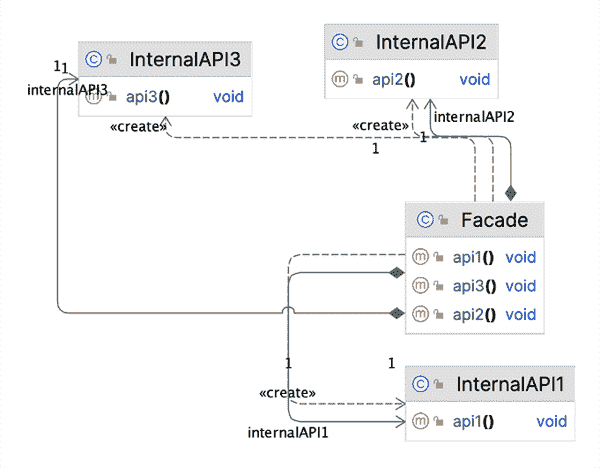 C InternalAPI3
m api3() void
C InternalAPI2
m api2() void
1
1
internalAPI3
«create»
1
«create»
1
internalAPI2
C Facade
m api1() void
m api3() void
m api2() void
1
1
«create»
internalAPI1
C InternalAPI1
m api1() void